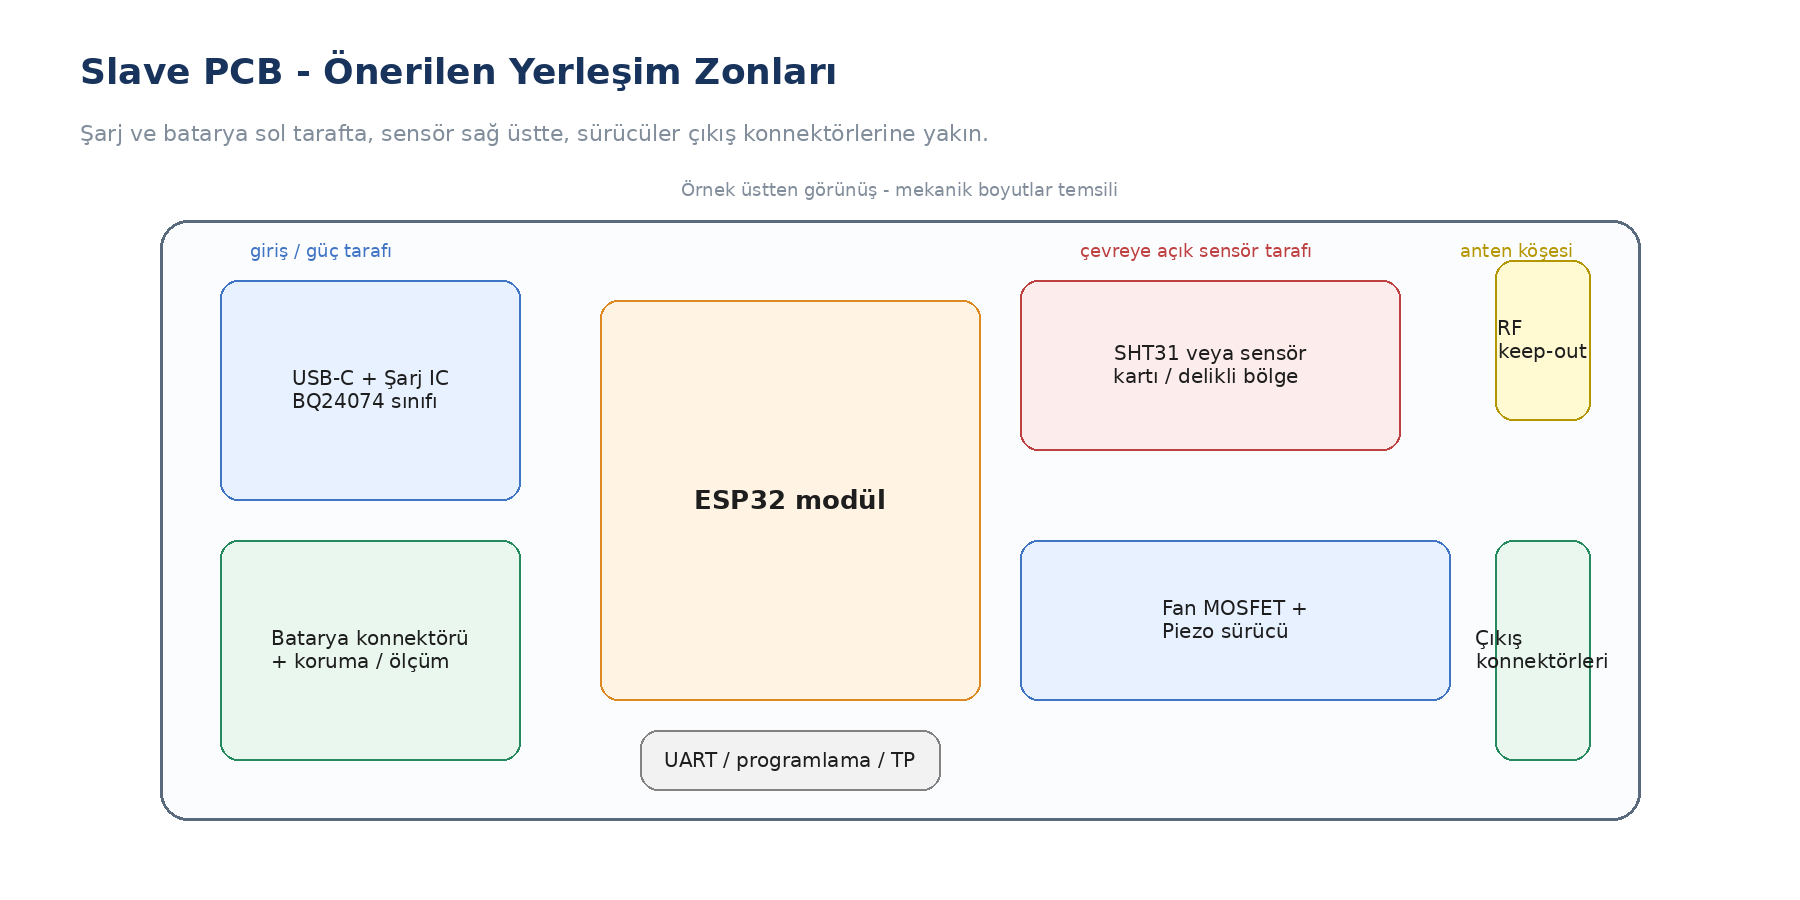 Slave PCB - Önerilen Yerleşim Zonları
Şarj ve batarya sol tarafta, sensör sağ üstte, sürücüler çıkış konnektörlerine yakın.
Örnek üstten görünüş - mekanik boyutlar temsili
giriş / güç tarafı
çevreye açık sensör tarafı
anten köşesi
USB-C + Şarj IC
BQ24074 sınıfı
ESP32 modül
SHT31 veya sensör
kartı / delikli bölge
RF
keep-out
Batarya konnektörü
+ koruma / ölçüm
Fan MOSFET +
Piezo sürücü
Çıkış
konnektörleri
UART / programlama / TP